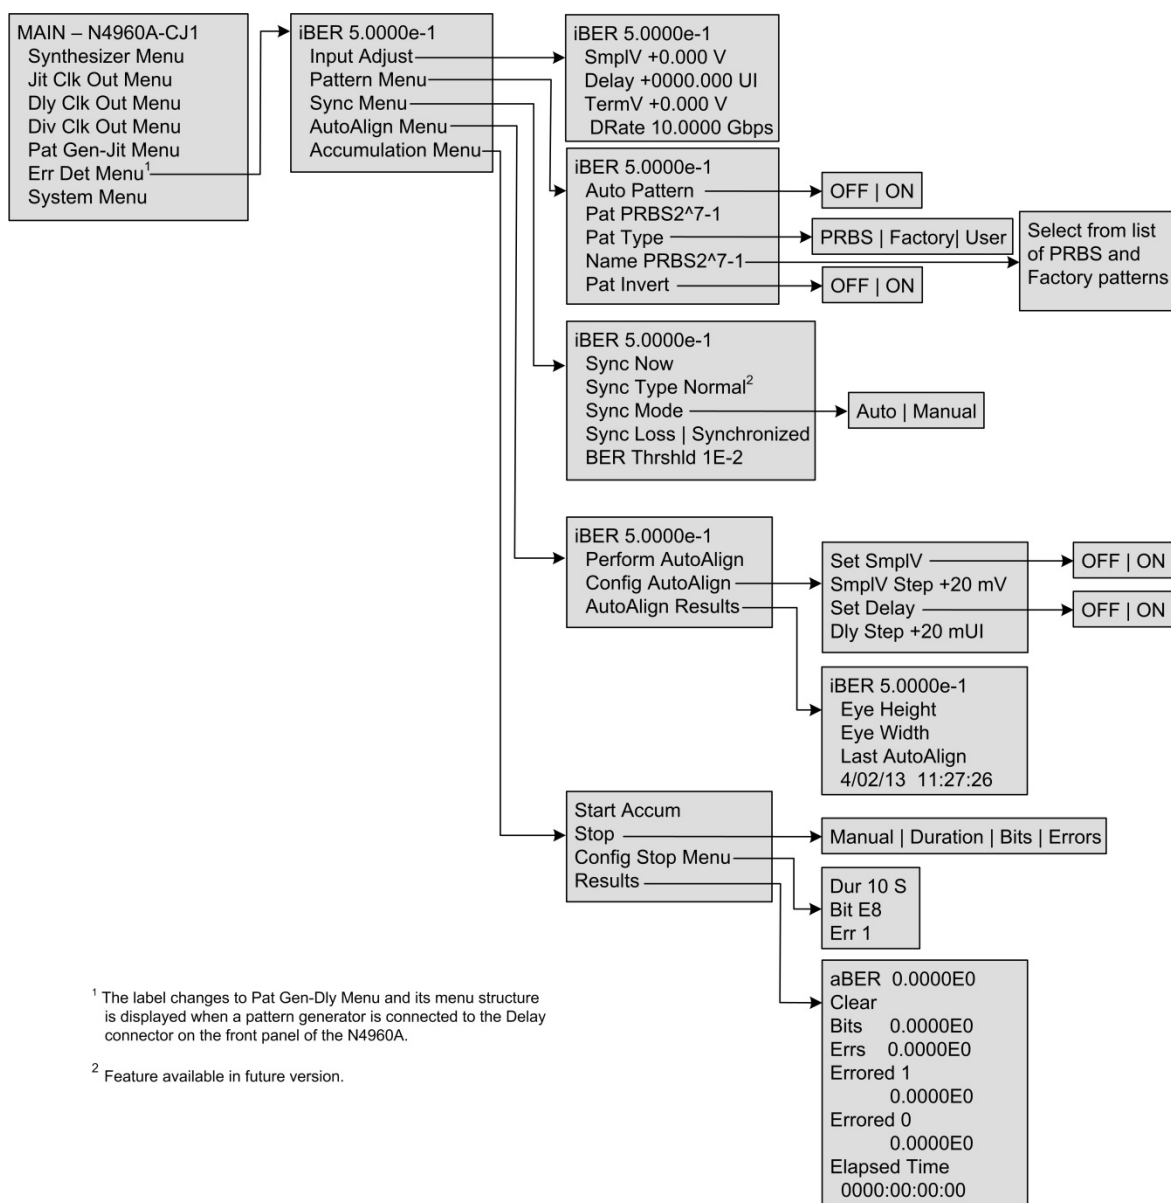 MAIN – N4960A-CJ1
Synthesizer Menu
Jit Clk Out Menu
Dly Clk Out Menu
Div Clk Out Menu
Pat Gen-Jit Menu
Err Det Menu1
System Menu
iBER 5.0000e-1
Input Adjust
Pattern Menu
Sync Menu
AutoAlign Menu
Accumulation Menu
iBER 5.0000e-1
SmplV +0.000 V
Delay +0000.000 UI
TermV +0.000 V
DRate 10.0000 Gbps
iBER 5.0000e-1
Auto Pattern
Pat PRBS2^7-1
Pat Type
Name PRBS2^7-1
Pat Invert
OFF | ON
PRBS | Factory| User
OFF | ON
Select from list
of PRBS and
Factory patterns
iBER 5.0000e-1
Sync Now
Sync Type Normal2
Sync Mode
Sync Loss | Synchronized
BER Thrshld 1E-2
Auto | Manual
iBER 5.0000e-1
Perform AutoAlign
Config AutoAlign
AutoAlign Results
Set SmplV
SmplV Step +20 mV
Set Delay
Dly Step +20 mUI
OFF | ON
OFF | ON
iBER 5.0000e-1
Eye Height
Eye Width
Last AutoAlign
4/02/13 11:27:26
Start Accum
Stop
Config Stop Menu
Results
Manual | Duration | Bits | Errors
Dur 10 S
Bit E8
Err 1
aBER 0.0000E0
Clear
Bits 0.0000E0
Errs 0.0000E0
Errored 1
0.0000E0
Errored 0
0.0000E0
Elapsed Time
0000:00:00:00
1 The label changes to Pat Gen-Dly Menu and its menu structure
is displayed when a pattern generator is connected to the Delay
connector on the front panel of the N4960A.
2 Feature available in future version.